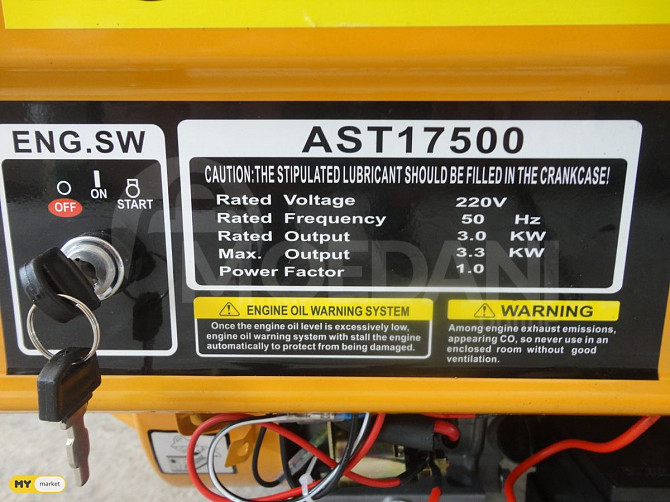 ENG.SW
OFF
ON
START
AST17500
CAUTION:THE STIPULATED LUBRICANT SHOULD BE FILLED IN THE CRANKCASE!
Rated Voltage 220V
Rated Frequency 50 Hz
Rated Output 3.0 KW
Max. Output 3.3 KW
Power Factor 1.0
ENGINE OIL WARNING SYSTEM
Once the engine oil level is excessively low,
engine oil warning system with stall the engine
automatically to protect from being damaged.
WARNING
Among engine exhaust emissions,
appearing CO, so never use in an
enclosed room without good
ventilation.
MOEDANI
MY market